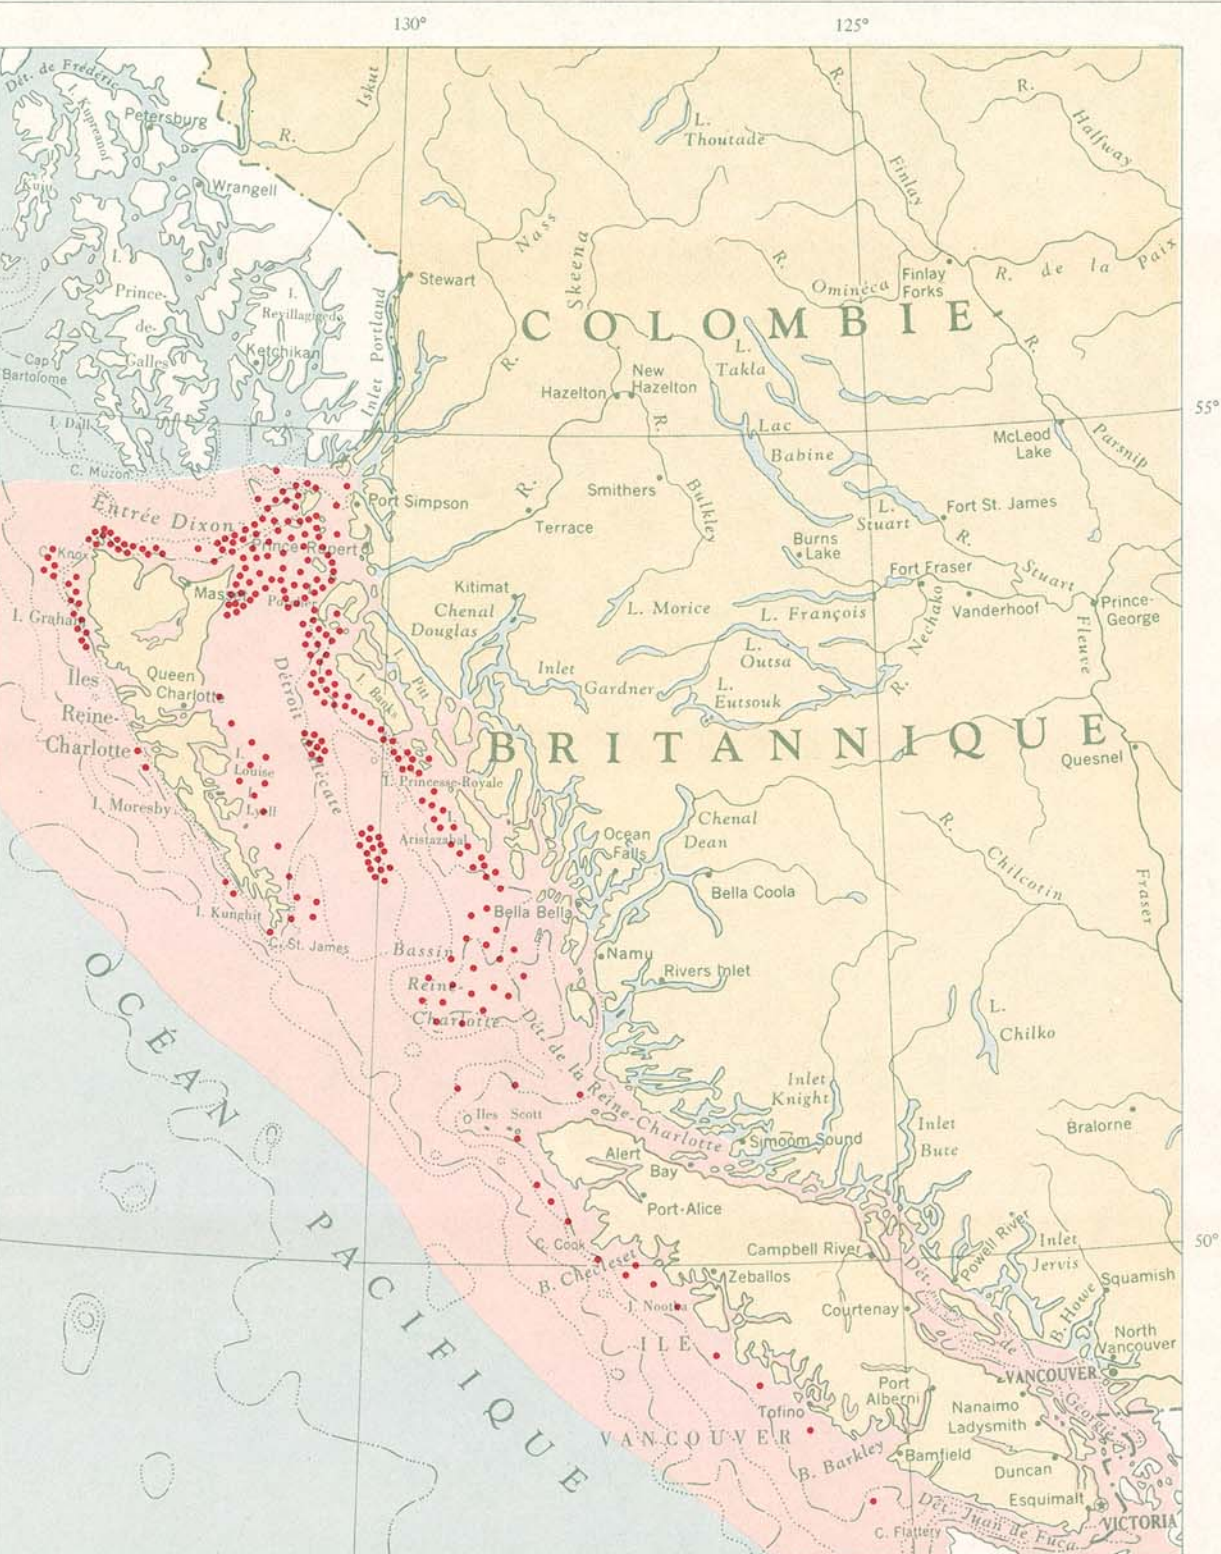 130°
125°
Dét. de Frédéric
I. Kupreanof
Petersburg
Kuiu
Wrangell
R.
Iskut
R.
L.
Thoutade
R.
Halfway
R.
Finlay
Nass
Skeena
R.
Omineca
Finlay
Forks
R. de la Paix
Stewart
I.
Prince-
de-
Galles
I.
Revillagigedo
Ketchikan
Inlet Portland
Cap
Bartolome
I. Dall
C. Muzon
COLOMBIE
R.
R.
L.
Takla
New
Hazelton
Hazelton
R.
Bulkley
Lac
Babine
McLeod
Lake
Parsnip
55°
Entrée Dixon
Port Simpson
Smithers
R.
Terrace
L.
Stuart
Fort St. James
R.
Stuart
C. Knox
Prince-Rupert
Burns
Lake
Fort Fraser
Masset
Porcher
Kitimat
Chenal
Douglas
L. Morice
L. François
Nechako
R.
Vanderhoof
Prince-
George
Fleuve
I. Graham
Iles
Reine-
Charlotte
Queen
Charlotte
Détroit
Hécate
I. Banks
I.
Pitt
Inlet
Gardner
L.
Outsa
L.
Eutsouk
BRITANNIQUE
Quesnel
I.
Louise
I.
Lyell
I. Moresby
I. Princesse-Royale
I.
Aristazabal
Ocean
Falls
Chenal
Dean
R.
Chilcotin
Fraser
Bella Coola
I. Kunghit
C. St. James
Bella Bella
Bassin
Reine-
Charlotte
Namu
Rivers Inlet
L.
Chilko
Dét. de la Reine-Charlotte
Iles Scott
Inlet
Knight
Simoom Sound
Inlet
Bute
Bralorne
Alert
Bay
Port-Alice
C. Cook
B. Checleset
Campbell River
Powell River
Inlet
Jervis
50°
Zeballos
Squamish
I. Nootka
Courtenay
Dét. de Georgie
B. Howe
North
Vancouver
VANCOUVER
ILE
VANCOUVER
Port
Alberni
Tofino
Nanaimo
Ladysmith
B. Barkley
Bamfield
Duncan
Esquimalt
VICTORIA
Dét. Juan de Fuca
C. Flattery
OCÉAN PACIFIQUE